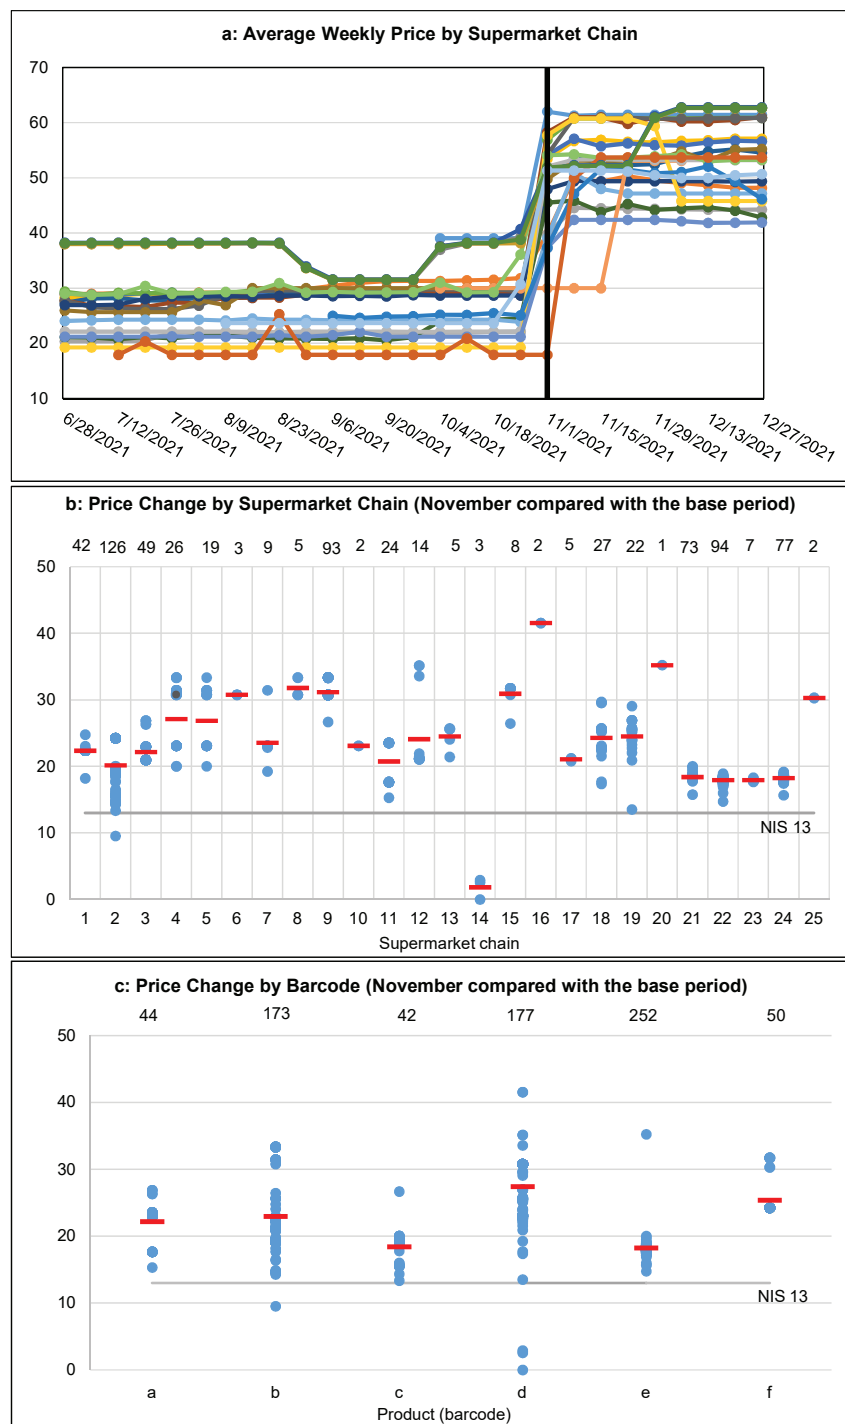 a: Average Weekly Price by Supermarket Chain
70
60
50
40
30
20
10
6/28/2021 7/12/2021 7/26/2021 8/9/2021 8/23/2021 9/6/2021 9/20/2021 10/4/2021 10/18/2021 11/1/2021 11/15/2021 11/29/2021 12/13/2021 12/27/2021
b: Price Change by Supermarket Chain (November compared with the base period)
42 126 49 26 19 3 9 5 93 2 24 14 5 3 8 2 5 27 22 1 73 94 7 77 2
50
40
30
20
NIS 13
10
0
1 2 3 4 5 6 7 8 9 10 11 12 13 14 15 16 17 18 19 20 21 22 23 24 25
Supermarket chain
c: Price Change by Barcode (November compared with the base period)
44 173 42 177 252 50
50
40
30
20
NIS 13
10
0
a b c d e f
Product (barcode)